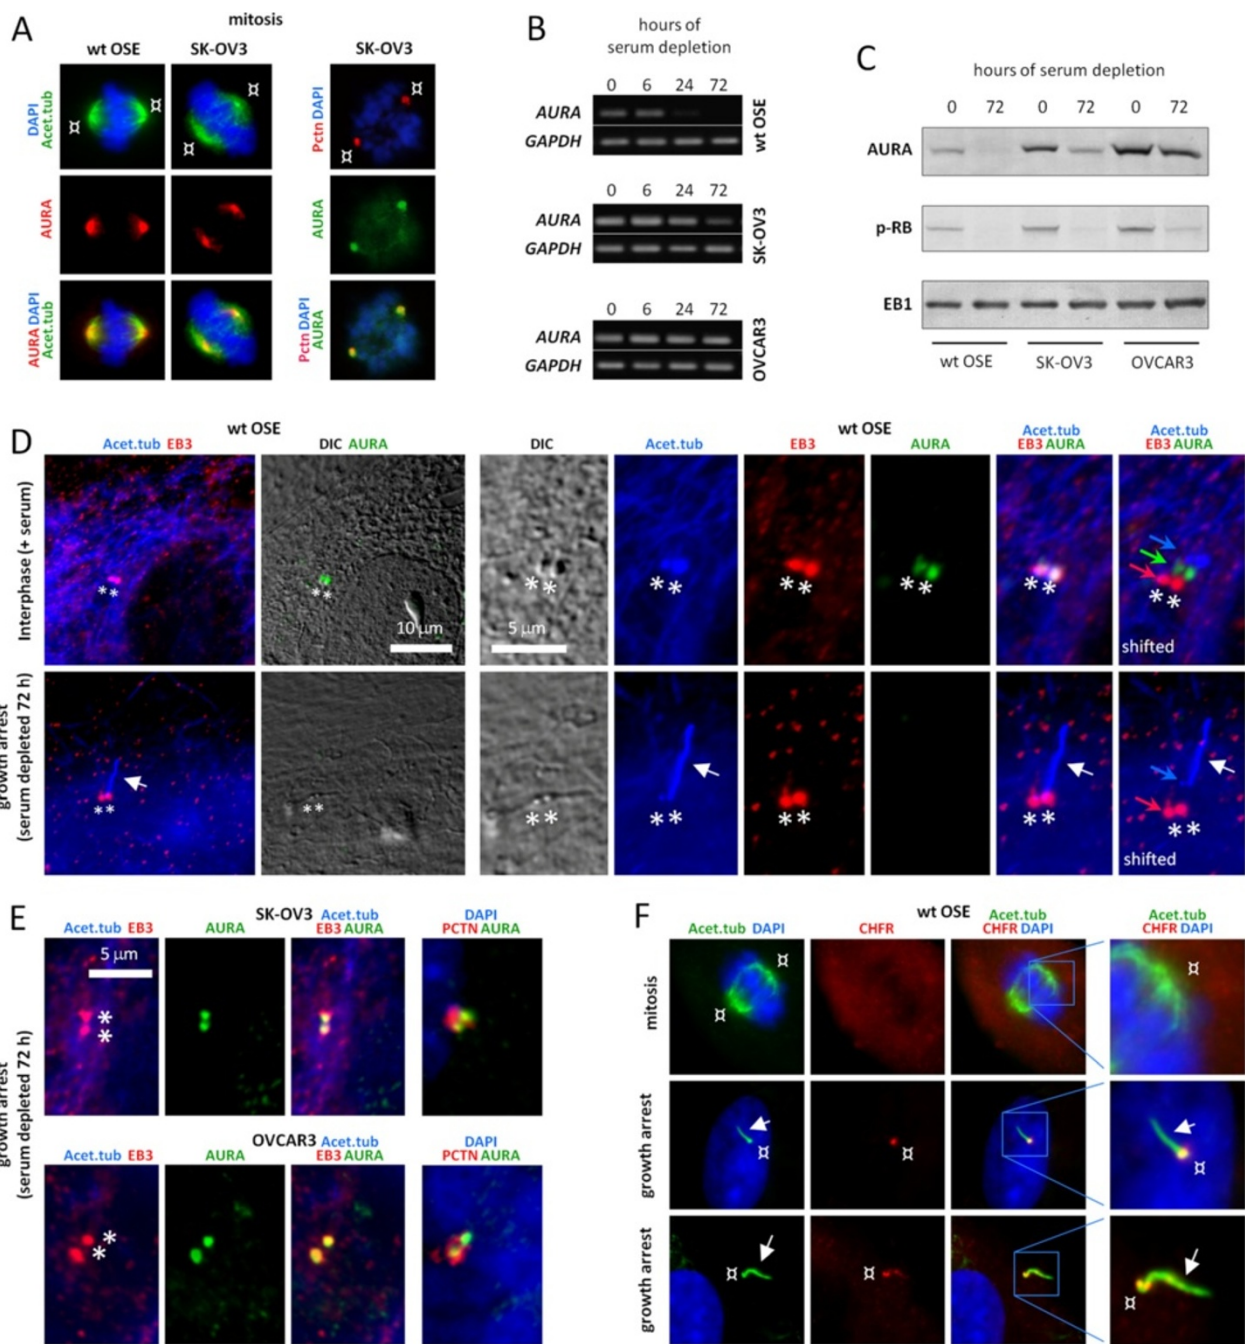 A
mitosis
wt OSE SK-OV3 SK-OV3
DAPI
Acet.tub
¤ ¤ ¤ ¤
Pctn DAPI
¤ ¤
AURA
AURA
AURA DAPI
Acet.tub
Pctn DAPI
AURA
B
hours of
serum depletion
0 6 24 72
AURA
GAPDH
wt OSE
0 6 24 72
AURA
GAPDH
SK-OV3
0 6 24 72
AURA
GAPDH
OVCAR3
C
hours of serum depletion
0 72 0 72 0 72
AURA
p-RB
EB1
wt OSE SK-OV3 OVCAR3
D
wt OSE
Acet.tub EB3 DIC AURA
wt OSE
DIC Acet.tub EB3 AURA Acet.tub EB3 AURA Acet.tub EB3 AURA
Interphase (+ serum)
** ** ** ** ** ** ** **
10 µm
5 µm
shifted
growth arrest
(serum depleted 72 h)
** ** ** ** ** ** **
shifted
E
SK-OV3
Acet.tub EB3 AURA Acet.tub EB3 AURA DAPI PCTN AURA
5 µm
*
*
growth arrest
(serum depleted 72 h)
OVCAR3
Acet.tub EB3 AURA Acet.tub EB3 AURA DAPI PCTN AURA
*
*
F
wt OSE
Acet.tub DAPI CHFR Acet.tub CHFR DAPI Acet.tub CHFR DAPI
mitosis
¤ ¤ ¤
growth arrest
¤ ¤ ¤
growth arrest
¤ ¤ ¤